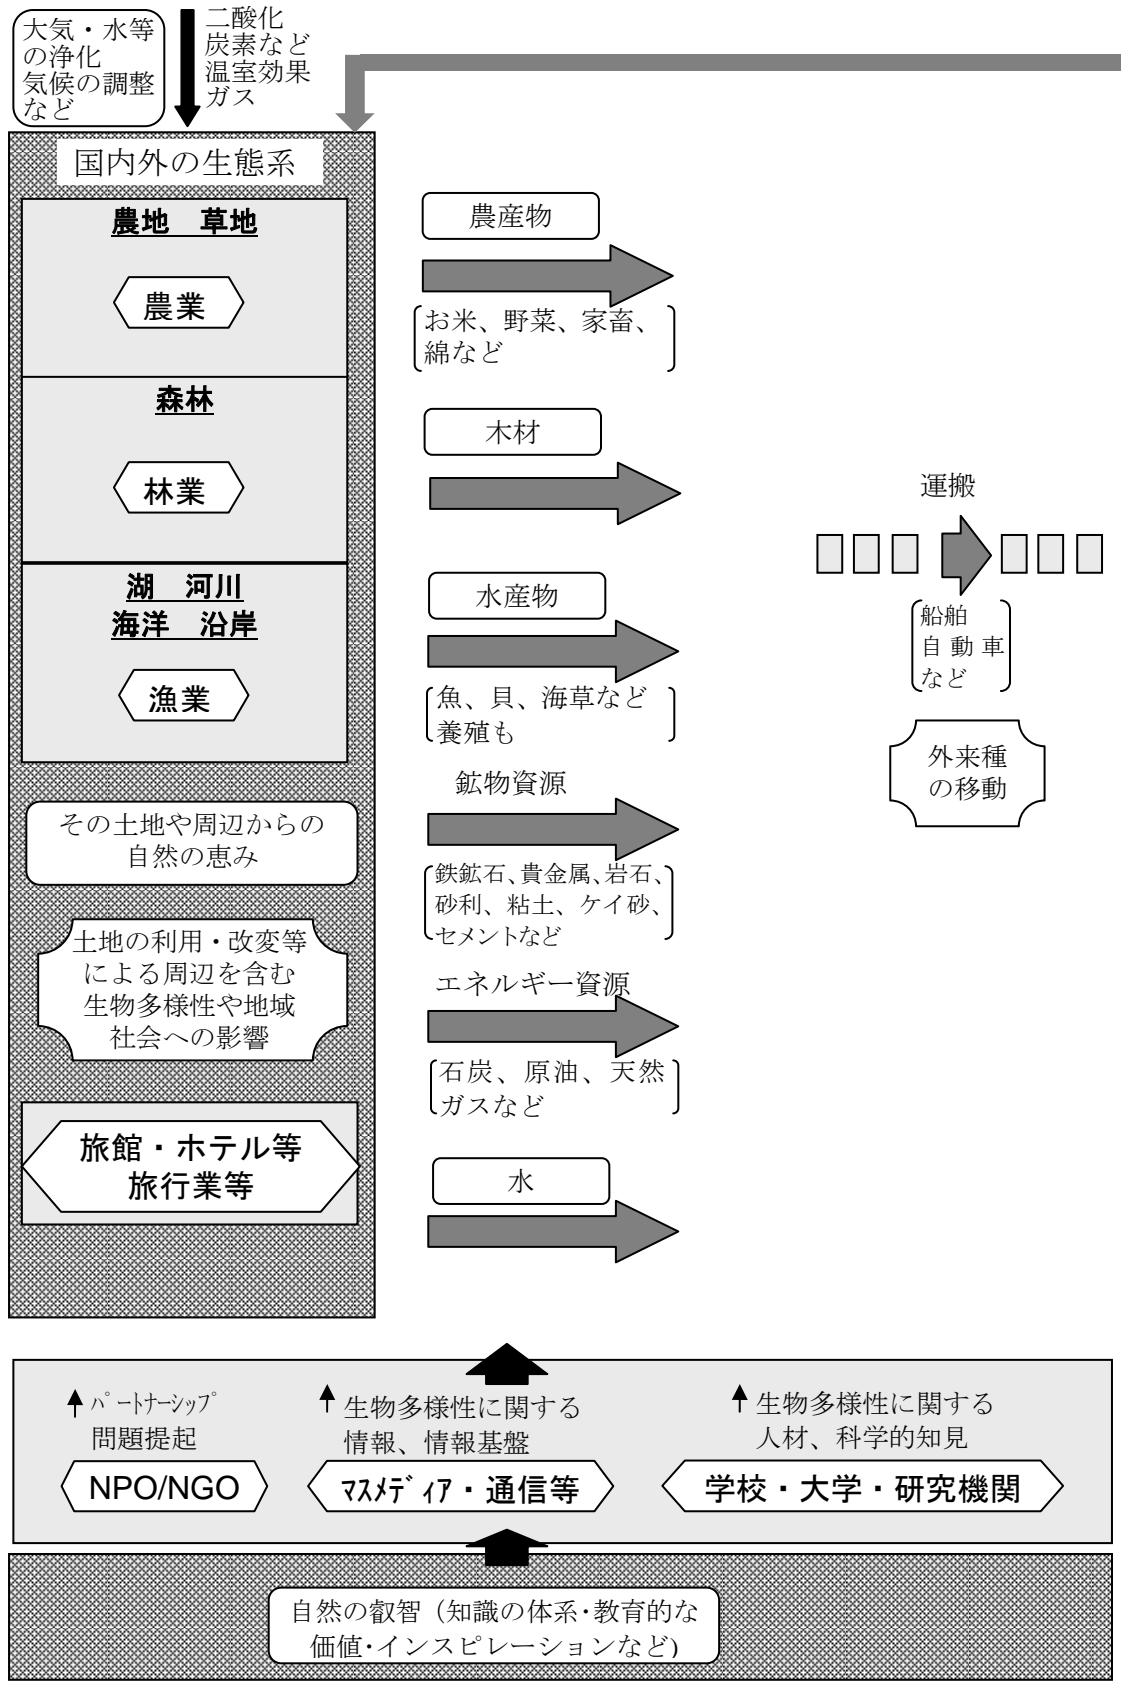 大気・水等
の浄化
気候の調整
など
二酸化
炭素など
温室効果
ガス
国内外の生態系
農地　草地
農業
森林
林業
湖　河川
海洋　沿岸
漁業
その土地や周辺からの
自然の恵み
土地の利用・改変等
による周辺を含む
生物多様性や地域
社会への影響
旅館・ホテル等
旅行業等
農産物
お米、野菜、家畜、
綿など
木材
水産物
魚、貝、海草など
養殖も
鉱物資源
鉄鉱石、貴金属、岩石、
砂利、粘土、ケイ砂、
セメントなど
エネルギー資源
石炭、原油、天然
ガスなど
水
運搬
船舶
自動車
など
外来種
の移動
ﾊﾟｰﾄﾅｰｼｯﾌﾟ
問題提起
NPO/NGO
生物多様性に関する
情報、情報基盤
ﾏｽﾒﾃﾞｨｱ・通信等
生物多様性に関する
人材、科学的知見
学校・大学・研究機関
自然の叡智（知識の体系・教育的な
価値・インスピレーションなど)